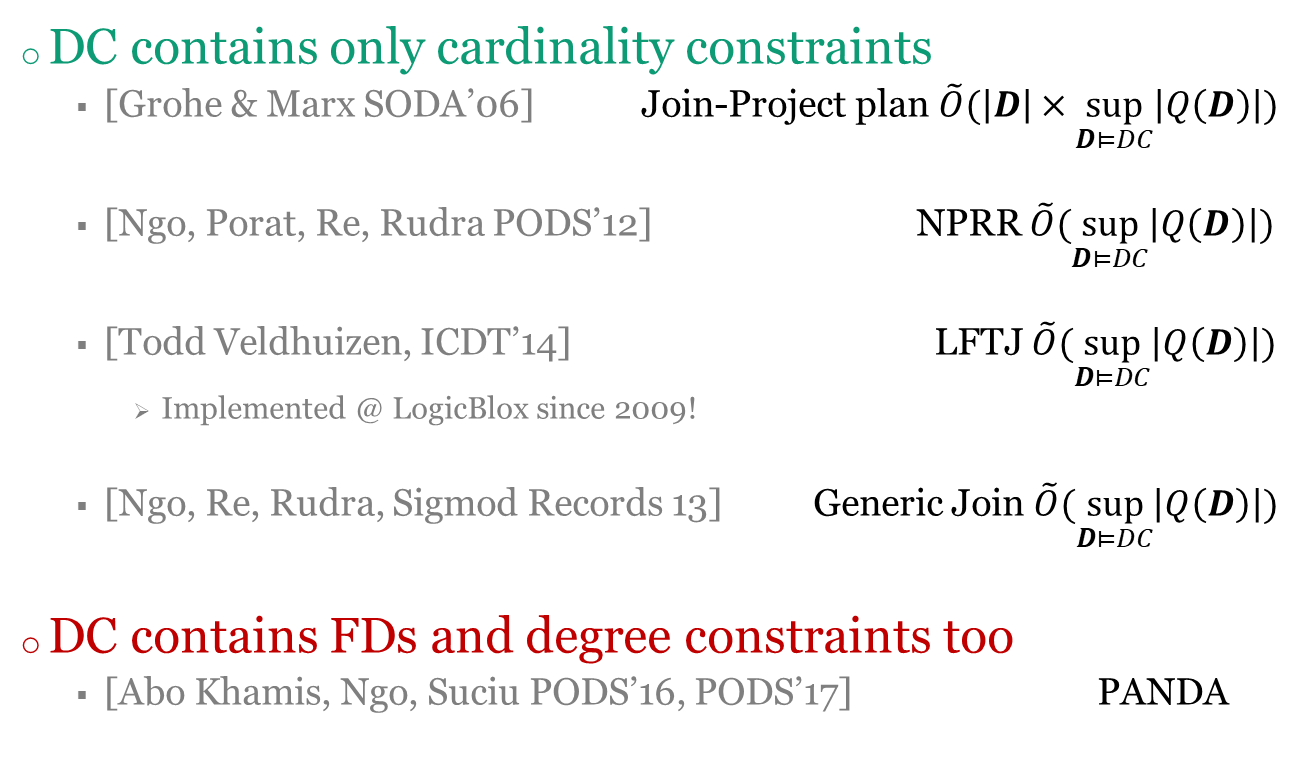 ○ DC contains only cardinality constraints
▪ [Grohe & Marx SODA’06] Join-Project plan Õ(|D| × sup |Q(D)|)
D⊨DC
▪ [Ngo, Porat, Re, Rudra PODS’12] NPRR Õ( sup |Q(D)|)
D⊨DC
▪ [Todd Veldhuizen, ICDT’14] LFTJ Õ( sup |Q(D)|)
D⊨DC
➢ Implemented @ LogicBlox since 2009!
▪ [Ngo, Re, Rudra, Sigmod Records 13] Generic Join Õ( sup |Q(D)|)
D⊨DC
○ DC contains FDs and degree constraints too
▪ [Abo Khamis, Ngo, Suciu PODS’16, PODS’17] PANDA